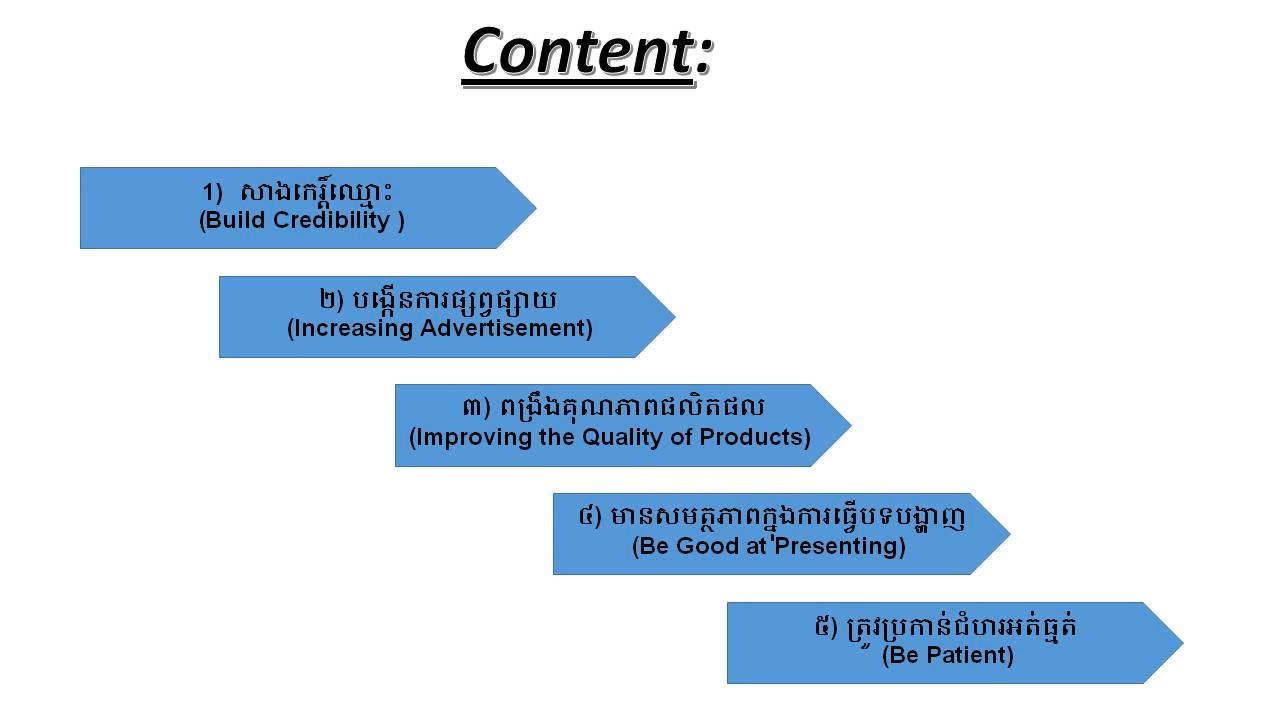 Content:
1) សាងកេរ្តិ៍ឈ្មោះ
(Build Credibility )
២) បង្កើនការផ្សព្វផ្សាយ
(Increasing Advertisement)
៣) ពង្រឹងគុណភាពផលិតផល
(Improving the Quality of Products)
៤) មានសមត្ថភាពក្នុងការធ្វើបទបង្ហាញ
(Be Good at Presenting)
៥) ត្រូវប្រកាន់ជំហរអត់ធ្មត់
(Be Patient)